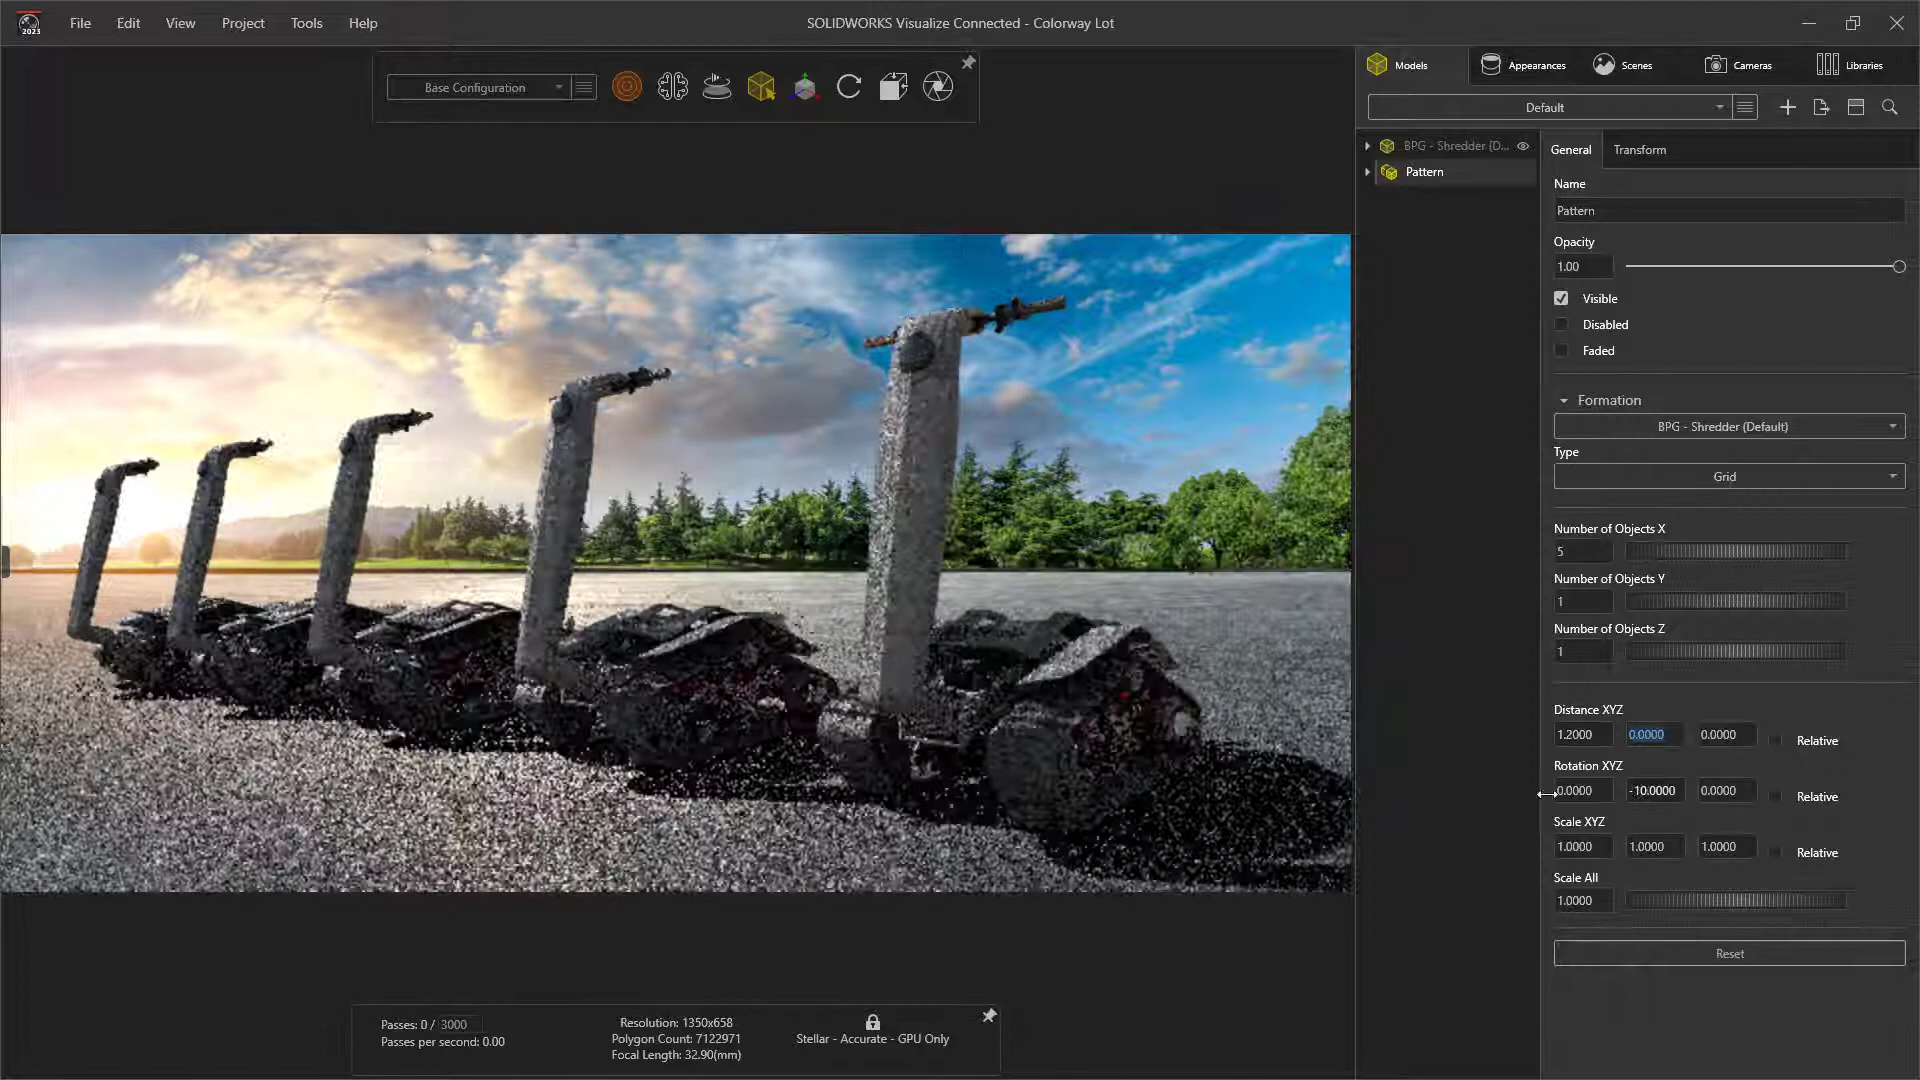 2023
File Edit View Project Tools Help
SOLIDWORKS Visualize Connected - Colorway Lot
Base Configuration
Models Appearances Scenes Cameras Libraries
Default
BPG - Shredder (D...
Pattern
General Transform
Name
Pattern
Opacity
1.00
Visible
Disabled
Faded
Formation
BPG - Shredder (Default)
Type
Grid
Number of Objects X
5
Number of Objects Y
1
Number of Objects Z
1
Distance XYZ
1.2000 0.0000 0.0000 Relative
Rotation XYZ
0.0000 -10.0000 0.0000 Relative
Scale XYZ
1.0000 1.0000 1.0000 Relative
Scale All
1.0000
Reset
Passes: 0 / 3000
Passes per second: 0.00
Resolution: 1350x658
Polygon Count: 7122971
Focal Length: 32.90(mm)
Stellar - Accurate - GPU Only